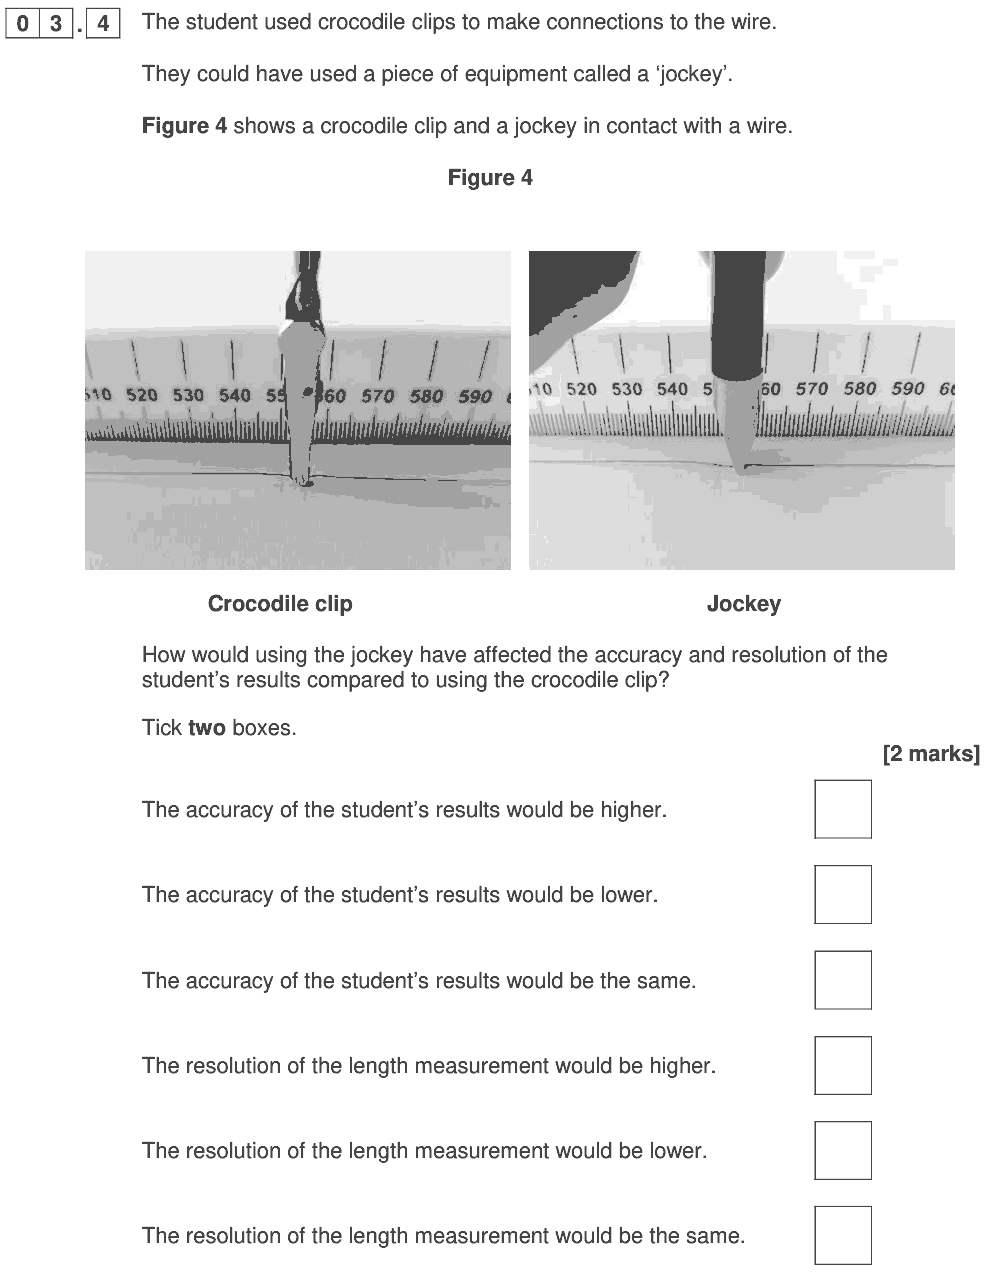 03.4 The student used crocodile clips to make connections to the wire.
They could have used a piece of equipment called a ‘jockey’.
Figure 4 shows a crocodile clip and a jockey in contact with a wire.
Figure 4
510 520 530 540 55 560 570 580 590 6
510 520 530 540 5 60 570 580 590 60
Crocodile clip Jockey
How would using the jockey have affected the accuracy and resolution of the
student’s results compared to using the crocodile clip?
Tick two boxes.
[2 marks]
The accuracy of the student’s results would be higher.
The accuracy of the student’s results would be lower.
The accuracy of the student’s results would be the same.
The resolution of the length measurement would be higher.
The resolution of the length measurement would be lower.
The resolution of the length measurement would be the same.